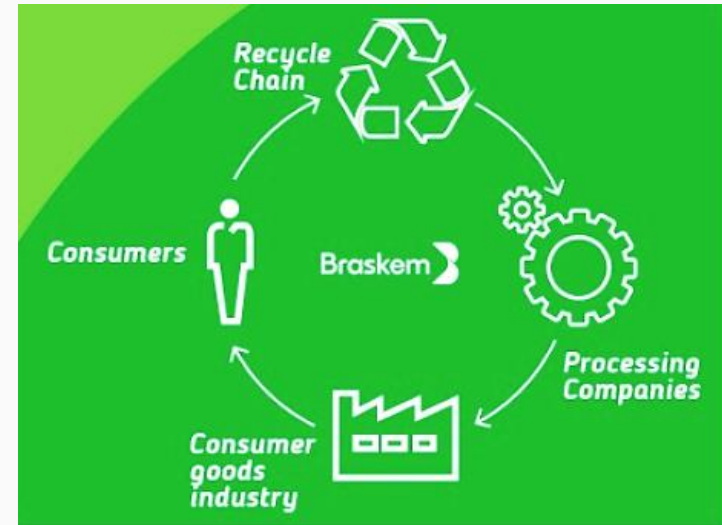 Recycle
Chain
Consumers
Braskem
Processing
Companies
Consumer
goods
industry